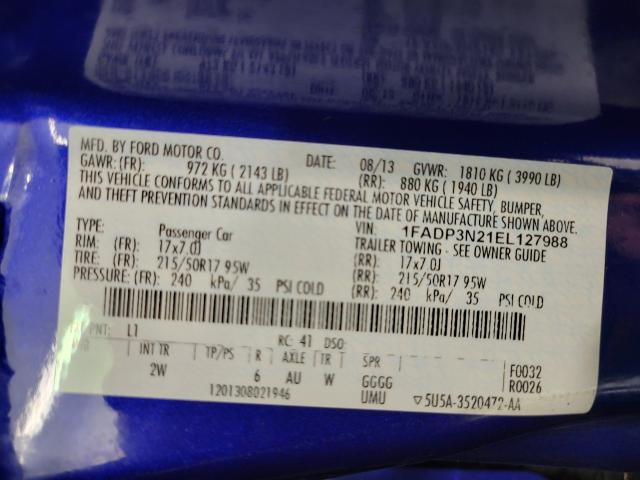 MFD. BY FORD MOTOR CO. DATE: 08/13 GVWR: 1810 KG ( 3990 LB)
GAWR: (FR): 972 KG ( 2143 LB) (RR): 880 KG ( 1940 LB)
THIS VEHICLE CONFORMS TO ALL APPLICABLE FEDERAL MOTOR VEHICLE SAFETY, BUMPER,
AND THEFT PREVENTION STANDARDS IN EFFECT ON THE DATE OF MANUFACTURE SHOWN ABOVE.
VIN: 1FADP3N21EL127988
TYPE: Passenger Car TRAILER TOWING - SEE OWNER GUIDE
RIM: (FR): 17x7.0J (RR): 17x7.0J
TIRE: (FR): 215/50R17 95W (RR): 215/50R17 95W
PRESSURE: (FR): 240 kPa/ 35 PSI COLD (RR): 240 kPa/ 35 PSI COLD
PNT: L1 RC: 41 DSO:
INT TR TP/PS R AXLE TR SPR F0032
2W 6 AU W GGGG R0026
1201308021946 UMU ▽5U5A-3520472-AA